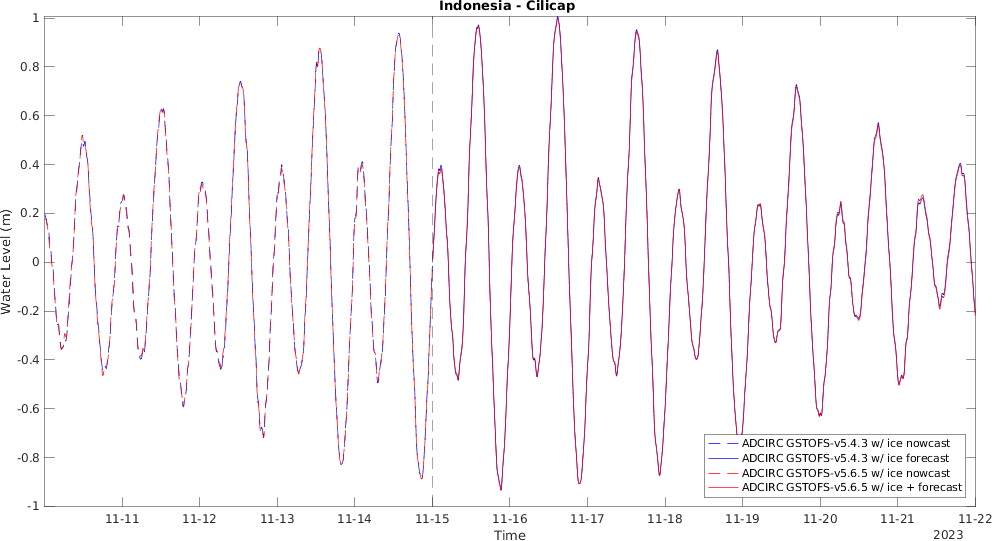 Indonesia - Cilicap
1
0.8
0.6
0.4
0.2
0
-0.2
-0.4
-0.6
-0.8
-1
Water Level (m)
ADCIRC GSTOFS-v5.4.3 w/ ice nowcast
ADCIRC GSTOFS-v5.4.3 w/ ice forecast
ADCIRC GSTOFS-v5.6.5 w/ ice nowcast
ADCIRC GSTOFS-v5.6.5 w/ ice + forecast
11-11 11-12 11-13 11-14 11-15 11-16 11-17 11-18 11-19 11-20 11-21 11-22
Time
2023